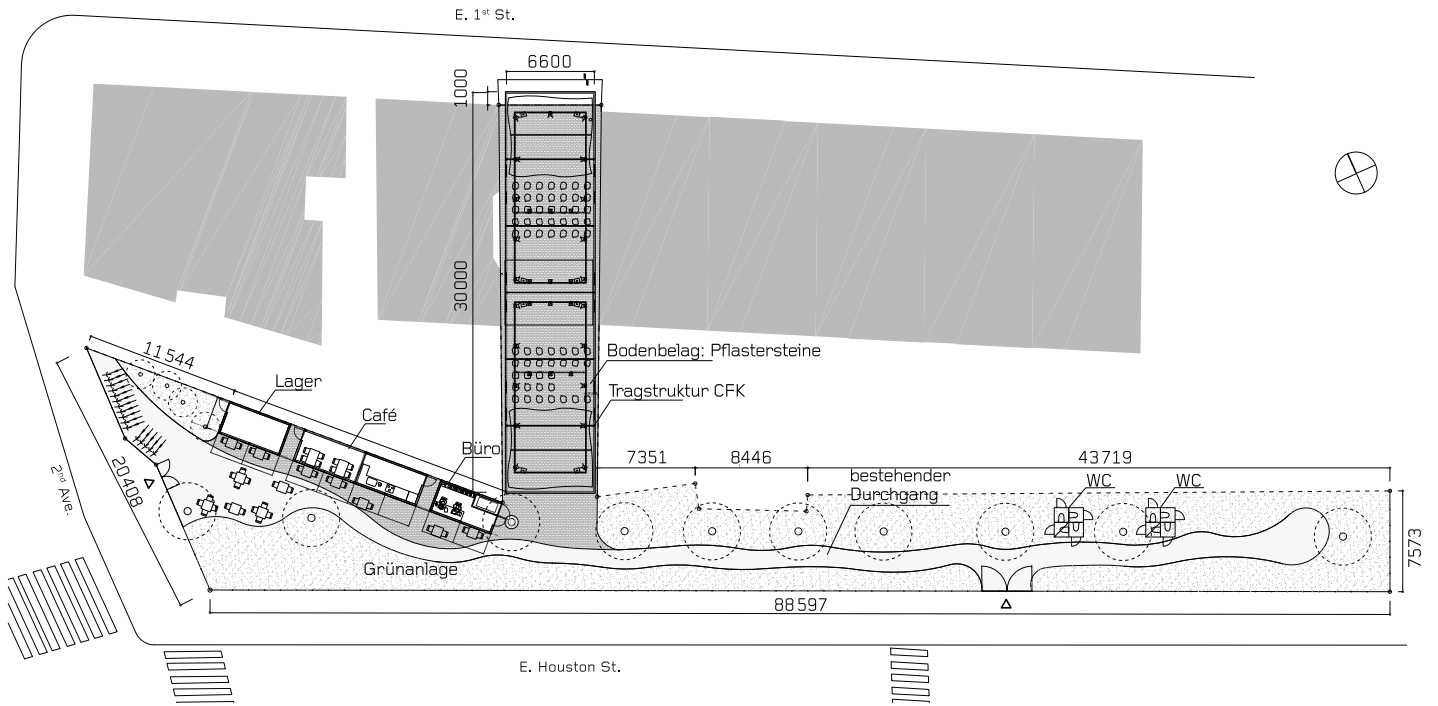 E. 1st St.
6600
1000
30000
11544
Lager
Café
Büro
Bodenbelag: Pflastersteine
Tragstruktur CFK
7351
8446
43719
bestehender
Durchgang
WC
WC
2nd Ave.
20408
Grünanlage
7573
88597
E. Houston St.